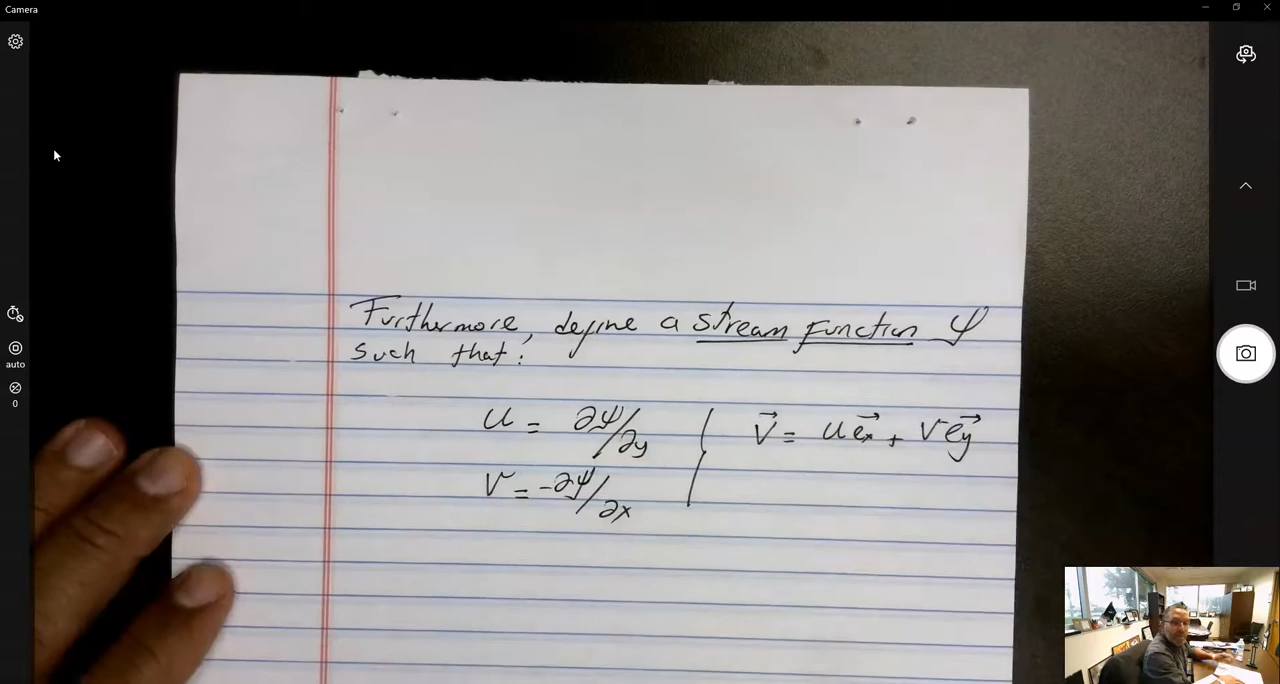 Camera
auto
0
Furthermore, define a stream function ψ
such that:
u = ∂ψ/∂y
V⃗ = u e⃗x + v e⃗y
v = -∂ψ/∂x